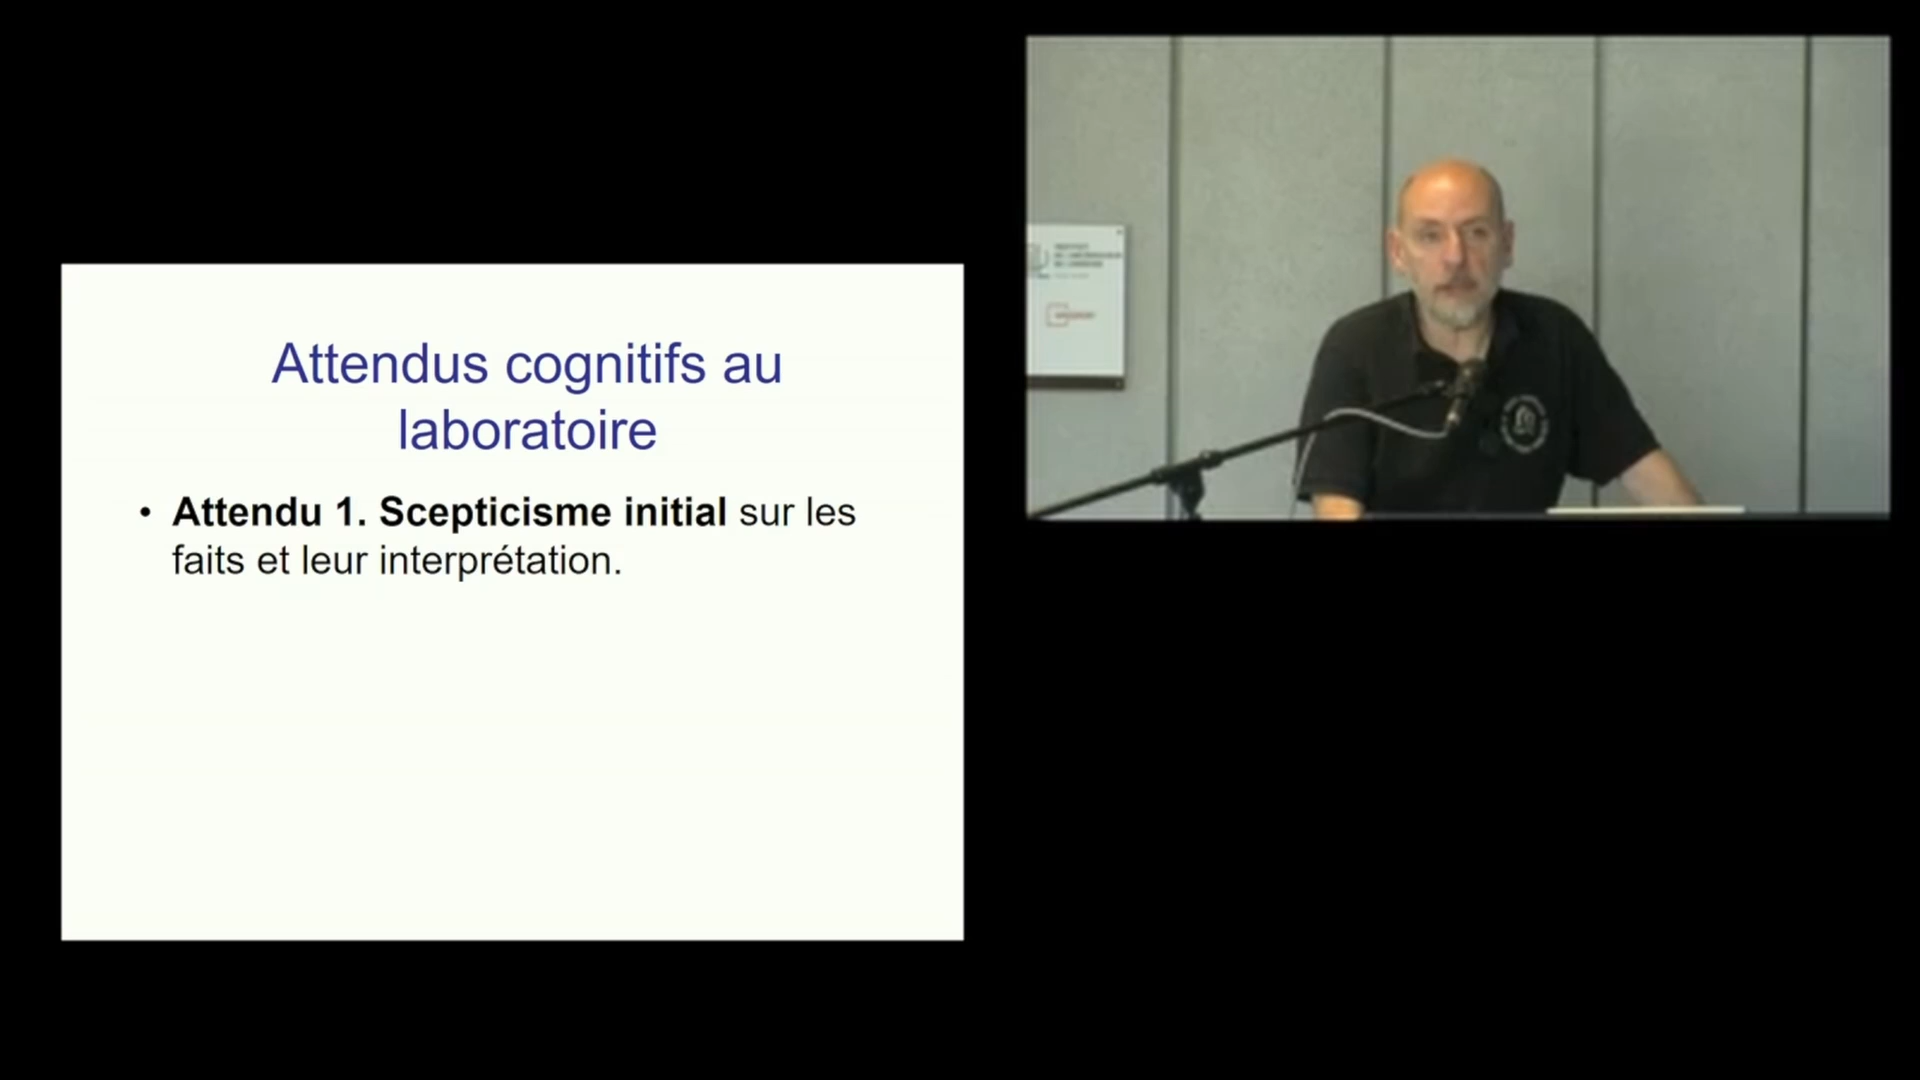 Attendus cognitifs au
laboratoire
• Attendu 1. Scepticisme initial sur les
faits et leur interprétation.